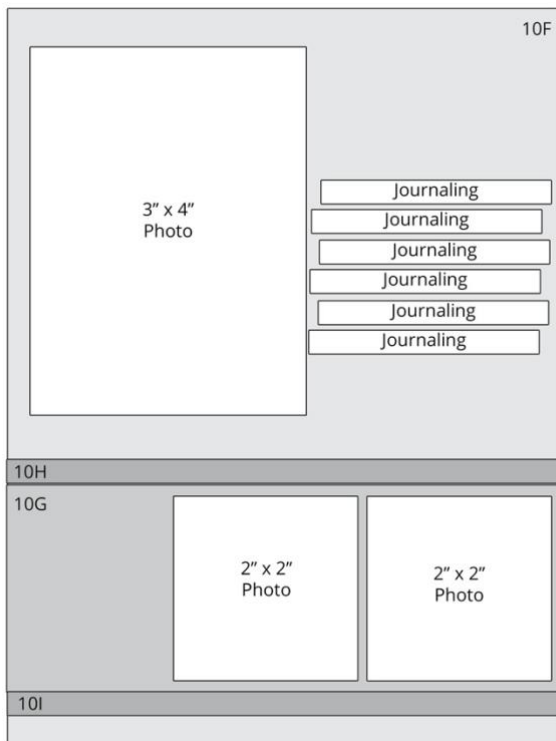 10F
3” x 4”
Photo
Journaling
Journaling
Journaling
Journaling
Journaling
Journaling
10H
10G
2” x 2”
Photo
2” x 2”
Photo
10I